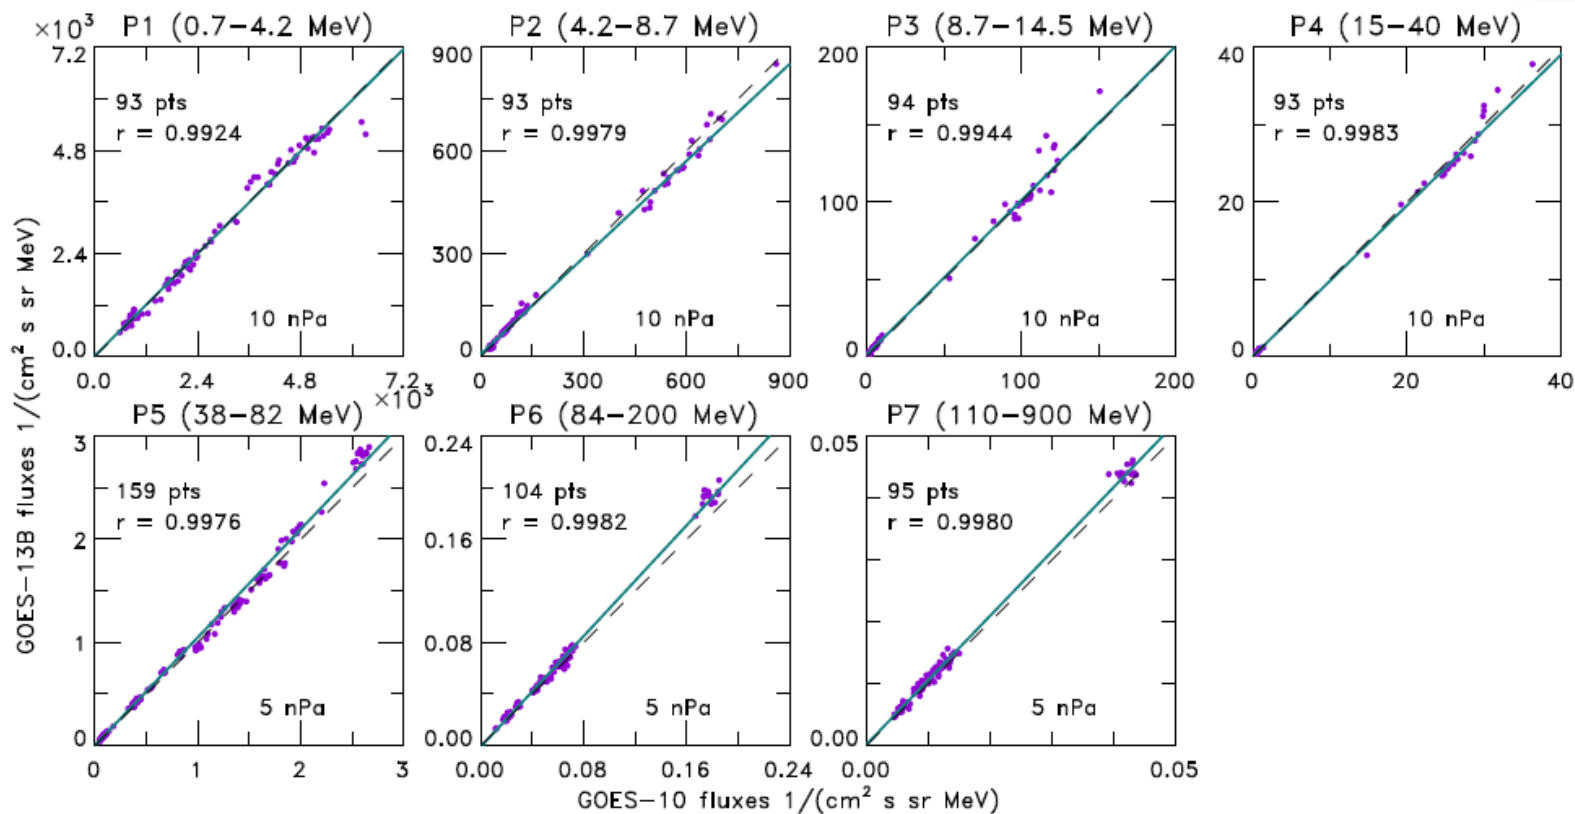 ×10³ P1 (0.7−4.2 MeV) P2 (4.2−8.7 MeV) P3 (8.7−14.5 MeV) P4 (15−40 MeV)
7.2 900 200 40
93 pts 93 pts 94 pts 93 pts
r = 0.9924 r = 0.9979 r = 0.9944 r = 0.9983
4.8 600
100 20
2.4 300
10 nPa 10 nPa 10 nPa 10 nPa
0.0 0 0 0
0.0 2.4 4.8 7.2 0 300 600 900 0 100 200 0 20 40
×10³
P5 (38−82 MeV) P6 (84−200 MeV) P7 (110−900 MeV)
3 0.24 0.05
159 pts 104 pts 95 pts
r = 0.9976 r = 0.9982 r = 0.9980
2 0.16
1 0.08
5 nPa 5 nPa 5 nPa
0 0.00 0.00
0 1 2 3 0.00 0.08 0.16 0.24 0.00 0.05
GOES−13B fluxes 1/(cm² s sr MeV)
GOES−10 fluxes 1/(cm² s sr MeV)